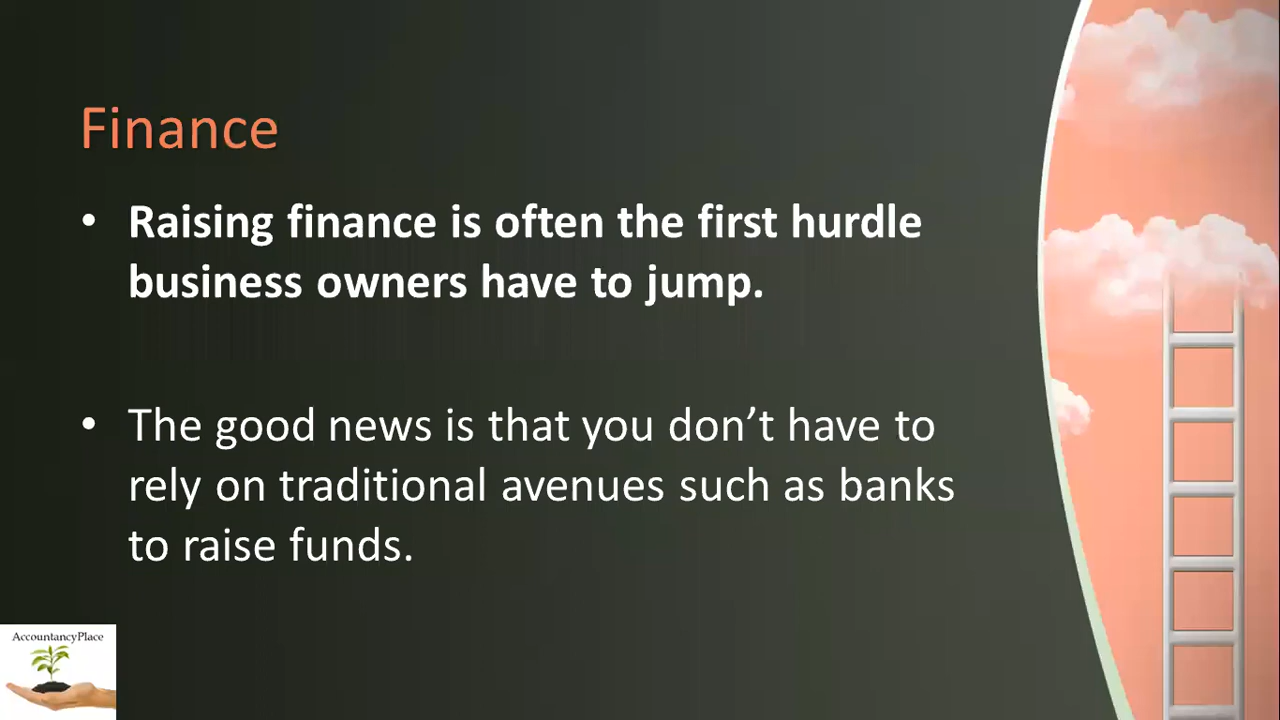 Finance
• Raising finance is often the first hurdle
business owners have to jump.
• The good news is that you don’t have to
rely on traditional avenues such as banks
to raise funds.
AccountancyPlace